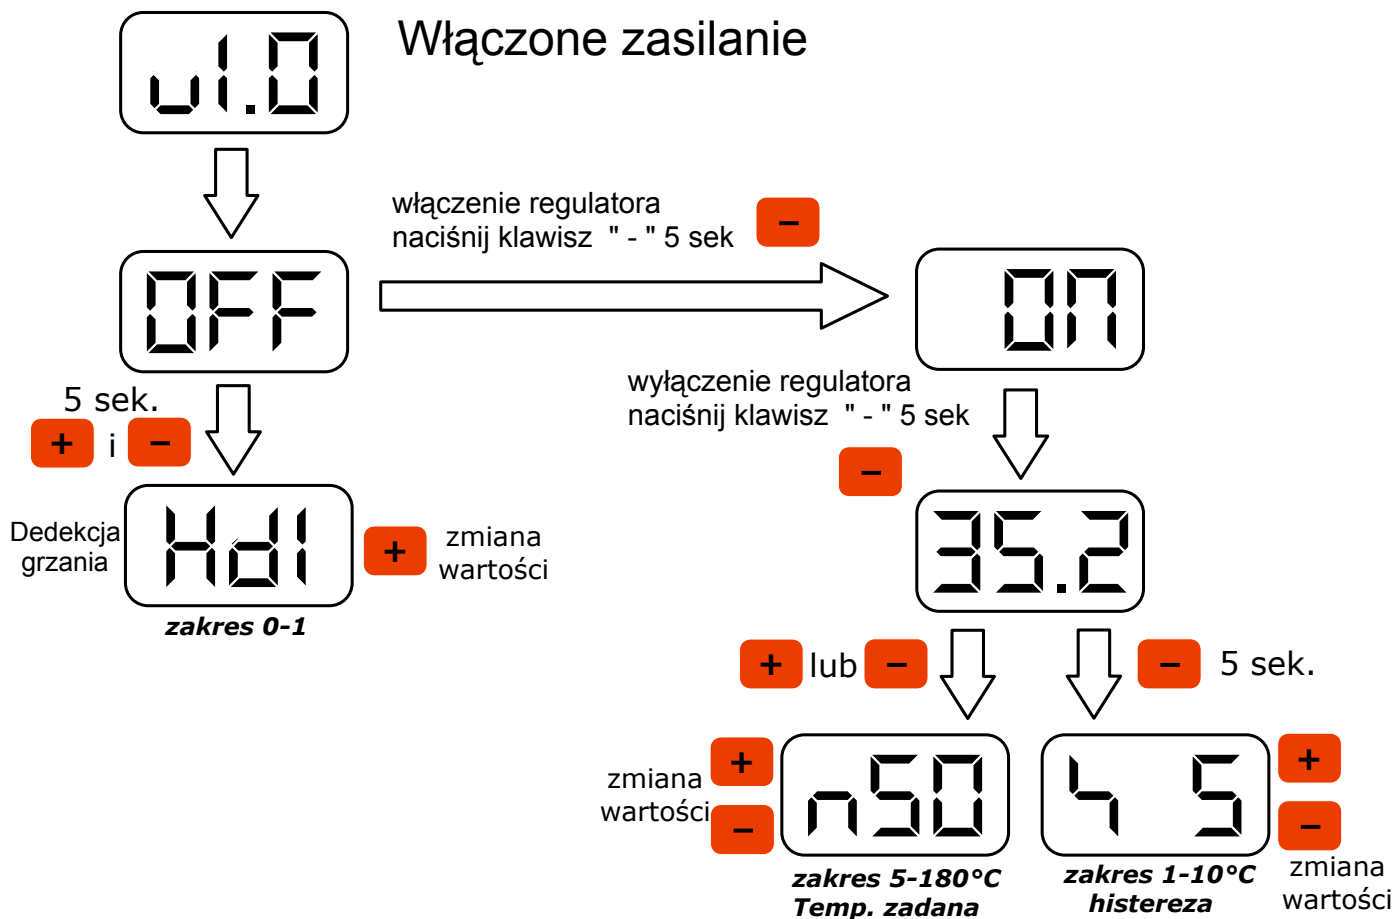 Włączone zasilanie
v1.0
włączenie regulatora
naciśnij klawisz " - " 5 sek
−
OFF
ON
5 sek.
+ i −
wyłączenie regulatora
naciśnij klawisz " - " 5 sek
−
Dedekcja
grzania
Hd1
+
zmiana
wartości
zakres 0-1
35.2
+ lub −
− 5 sek.
zmiana
wartości
+
−
n50
h 5
+
−
zmiana
wartości
zakres 5-180°C
Temp. zadana
zakres 1-10°C
histereza